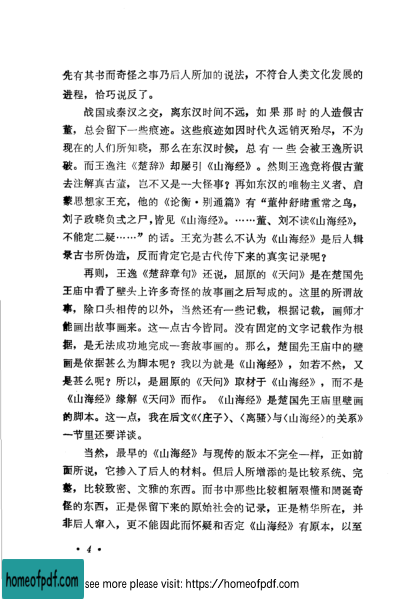 先有其书而奇怪之事乃后人所加的说法，不符合人类文化发展的
进程，恰巧说反了。
战国或秦汉之交，离东汉时间不远，如果那时的人造假古
董，总会留下一些痕迹。这些痕迹如因时代久远销灭殆尽，不为
现在的人们所知晓，那么在东汉时候，总有一些会被王逸所识
破。而王逸注《楚辞》却屡引《山海经》。然则王逸竟将假古董
去注解真古董，岂不又是一大怪事？再如东汉的唯物主义者、启
蒙思想家王充，他的《论衡·别通篇》有“董仲舒睹重常之鸟，
刘子政晓负贰之尸，皆见《山海经》。……董、刘不读《山海经》，
不能定二疑……”的话。王充为甚么不认为《山海经》是后人辑
录古书所伪造，反而肯定它是古代传下来的真实记录呢？
再则，王逸《楚辞章句》还说，屈原的《天问》是在楚国先
王庙中看了壁头上许多奇怪的故事画之后写成的。这里的所谓故
事，除口头相传的以外，当然还有一些记载，根据记载，画师才
能画出故事画来。这一点古今皆同。没有固定的文字记载作为根
据，是无法成功地完成一套故事画的。那么，楚国先王庙中的壁
画是依据甚么为脚本呢？我以为就是《山海经》，如若不然，又
是甚么呢？所以，是屈原的《天问》取材于《山海经》，而不是
《山海经》缘解《天问》而作。《山海经》是楚国先王庙里壁画
的脚本。这一点，我在后文《〈庄子〉、〈离骚〉与〈山海经〉的关系》
一节里还要详谈。
当然，最早的《山海经》与现传的版本不完全一样，正如前
面所说，它掺入了后人的材料。但后人所增添的是比较系统、完
整，比较致密、文雅的东西。而书中那些比较粗陋艰懂和闳诞奇
怪的东西，正是保留下来的原始社会的记录，正是精华所在，并
非后人窜入，更不能因此而怀疑和否定《山海经》有原本，以至
· 4 ·
homeofpdf.com
see more please visit: https://homeofpdf.com